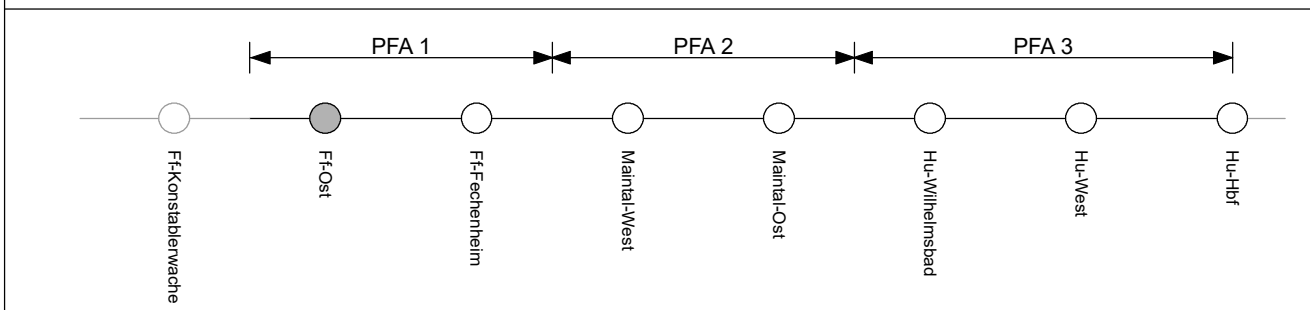 PFA 1
PFA 2
PFA 3
Ff-Konstablerwache
Ff-Ost
Ff-Fechenheim
Maintal-West
Maintal-Ost
Hu-Wilhelmsbad
Hu-West
Hu-Hbf